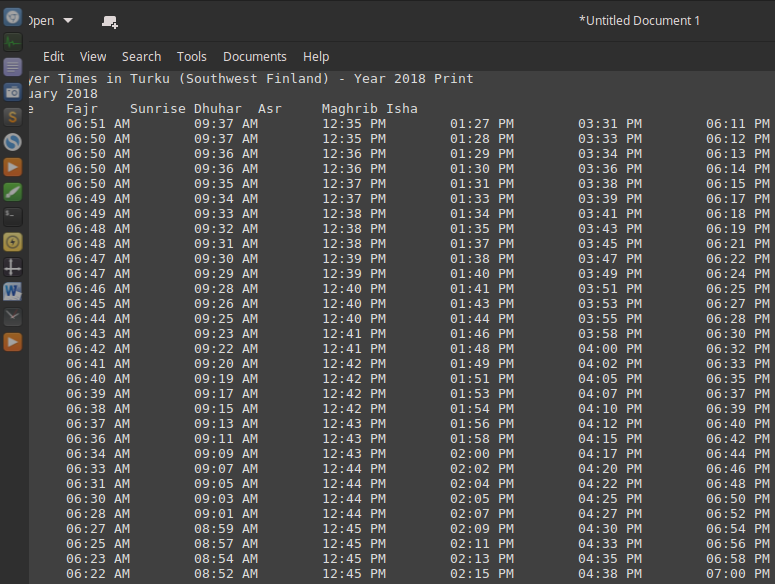 Open
*Untitled Document 1
Edit View Search Tools Documents Help
yer Times in Turku (Southwest Finland) - Year 2018 Print
uary 2018
e Fajr Sunrise Dhuhar Asr Maghrib Isha
06:51 AM 09:37 AM 12:35 PM 01:27 PM 03:31 PM 06:11 PM
06:50 AM 09:37 AM 12:35 PM 01:28 PM 03:33 PM 06:12 PM
06:50 AM 09:36 AM 12:36 PM 01:29 PM 03:34 PM 06:13 PM
06:50 AM 09:36 AM 12:36 PM 01:30 PM 03:36 PM 06:14 PM
06:50 AM 09:35 AM 12:37 PM 01:31 PM 03:38 PM 06:15 PM
06:49 AM 09:34 AM 12:37 PM 01:33 PM 03:39 PM 06:17 PM
06:49 AM 09:33 AM 12:38 PM 01:34 PM 03:41 PM 06:18 PM
06:48 AM 09:32 AM 12:38 PM 01:35 PM 03:43 PM 06:19 PM
06:48 AM 09:31 AM 12:38 PM 01:37 PM 03:45 PM 06:21 PM
06:47 AM 09:30 AM 12:39 PM 01:38 PM 03:47 PM 06:22 PM
06:47 AM 09:29 AM 12:39 PM 01:40 PM 03:49 PM 06:24 PM
06:46 AM 09:28 AM 12:40 PM 01:41 PM 03:51 PM 06:25 PM
06:45 AM 09:26 AM 12:40 PM 01:43 PM 03:53 PM 06:27 PM
06:44 AM 09:25 AM 12:40 PM 01:44 PM 03:55 PM 06:28 PM
06:43 AM 09:23 AM 12:41 PM 01:46 PM 03:58 PM 06:30 PM
06:42 AM 09:22 AM 12:41 PM 01:48 PM 04:00 PM 06:32 PM
06:41 AM 09:20 AM 12:42 PM 01:49 PM 04:02 PM 06:33 PM
06:40 AM 09:19 AM 12:42 PM 01:51 PM 04:05 PM 06:35 PM
06:39 AM 09:17 AM 12:42 PM 01:53 PM 04:07 PM 06:37 PM
06:38 AM 09:15 AM 12:42 PM 01:54 PM 04:10 PM 06:39 PM
06:37 AM 09:13 AM 12:43 PM 01:56 PM 04:12 PM 06:40 PM
06:36 AM 09:11 AM 12:43 PM 01:58 PM 04:15 PM 06:42 PM
06:34 AM 09:09 AM 12:43 PM 02:00 PM 04:17 PM 06:44 PM
06:33 AM 09:07 AM 12:44 PM 02:02 PM 04:20 PM 06:46 PM
06:31 AM 09:05 AM 12:44 PM 02:04 PM 04:22 PM 06:48 PM
06:30 AM 09:03 AM 12:44 PM 02:05 PM 04:25 PM 06:50 PM
06:28 AM 09:01 AM 12:44 PM 02:07 PM 04:27 PM 06:52 PM
06:27 AM 08:59 AM 12:45 PM 02:09 PM 04:30 PM 06:54 PM
06:25 AM 08:57 AM 12:45 PM 02:11 PM 04:33 PM 06:56 PM
06:23 AM 08:54 AM 12:45 PM 02:13 PM 04:35 PM 06:58 PM
06:22 AM 08:52 AM 12:45 PM 02:15 PM 04:38 PM 07:00 PM